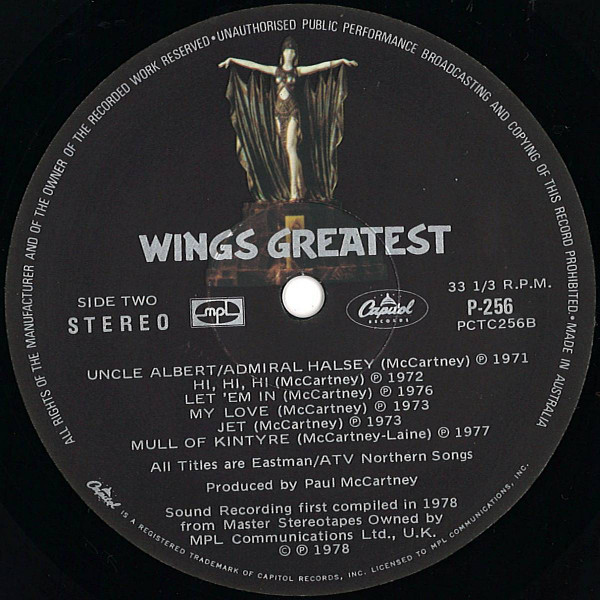 ALL RIGHTS OF THE MANUFACTURER AND OF THE OWNER OF THE RECORDED WORK RESERVED • UNAUTHORISED PUBLIC PERFORMANCE BROADCASTING AND COPYING OF THIS RECORD PROHIBITED • MADE IN AUSTRALIA
WINGS GREATEST
SIDE TWO
STEREO
mpl
Capitol
RECORDS
33 1/3 R.P.M.
P-256
PCTC256B
UNCLE ALBERT/ADMIRAL HALSEY (McCartney) ℗ 1971
HI, HI, HI (McCartney) ℗ 1972
LET 'EM IN (McCartney) ℗ 1976
MY LOVE (McCartney) ℗ 1973
JET (McCartney) ℗ 1973
MULL OF KINTYRE (McCartney-Laine) ℗ 1977
All Titles are Eastman/ATV Northern Songs
Produced by Paul McCartney
Sound Recording first compiled in 1978
from Master Stereotapes Owned by
MPL Communications Ltd., U.K.
© ℗ 1978
Capitol IS A REGISTERED TRADEMARK OF CAPITOL RECORDS, INC. LICENSED TO MPL COMMUNICATIONS, INC.